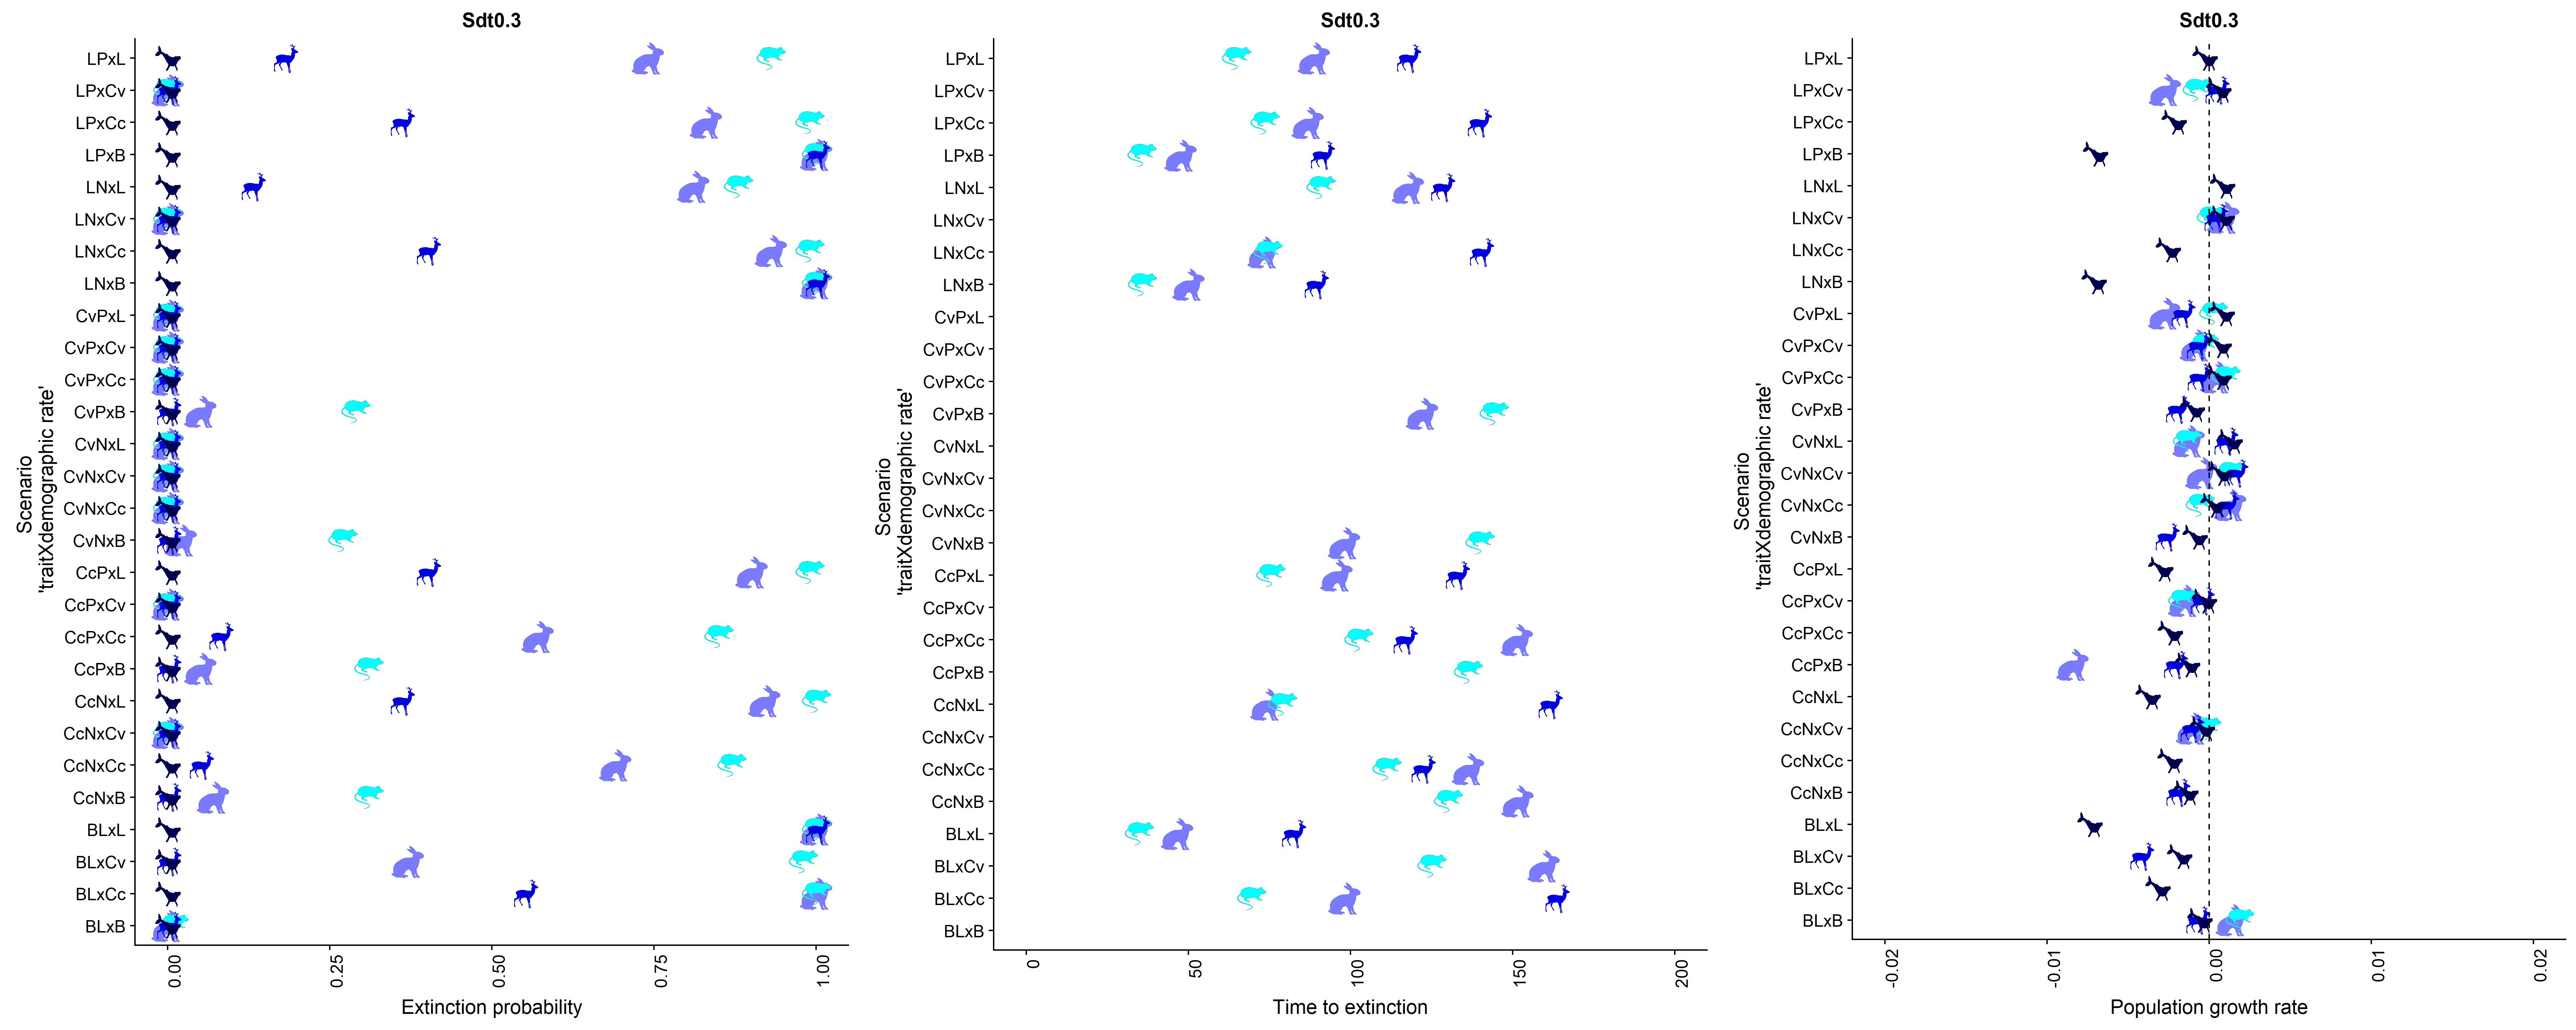 Sdt0.3
Scenario
'traitXdemographic rate'
LPxL
LPxCv
LPxCc
LPxB
LNxL
LNxCv
LNxCc
LNxB
CvPxL
CvPxCv
CvPxCc
CvPxB
CvNxL
CvNxCv
CvNxCc
CvNxB
CcPxL
CcPxCv
CcPxCc
CcPxB
CcNxL
CcNxCv
CcNxCc
CcNxB
BLxL
BLxCv
BLxCc
BLxB
0.00
0.25
0.50
0.75
1.00
Extinction probability
Sdt0.3
Scenario
'traitXdemographic rate'
LPxL
LPxCv
LPxCc
LPxB
LNxL
LNxCv
LNxCc
LNxB
CvPxL
CvPxCv
CvPxCc
CvPxB
CvNxL
CvNxCv
CvNxCc
CvNxB
CcPxL
CcPxCv
CcPxCc
CcPxB
CcNxL
CcNxCv
CcNxCc
CcNxB
BLxL
BLxCv
BLxCc
BLxB
0
50
100
150
200
Time to extinction
Sdt0.3
Scenario
'traitXdemographic rate'
LPxL
LPxCv
LPxCc
LPxB
LNxL
LNxCv
LNxCc
LNxB
CvPxL
CvPxCv
CvPxCc
CvPxB
CvNxL
CvNxCv
CvNxCc
CvNxB
CcPxL
CcPxCv
CcPxCc
CcPxB
CcNxL
CcNxCv
CcNxCc
CcNxB
BLxL
BLxCv
BLxCc
BLxB
-0.02
-0.01
0.00
0.01
0.02
Population growth rate